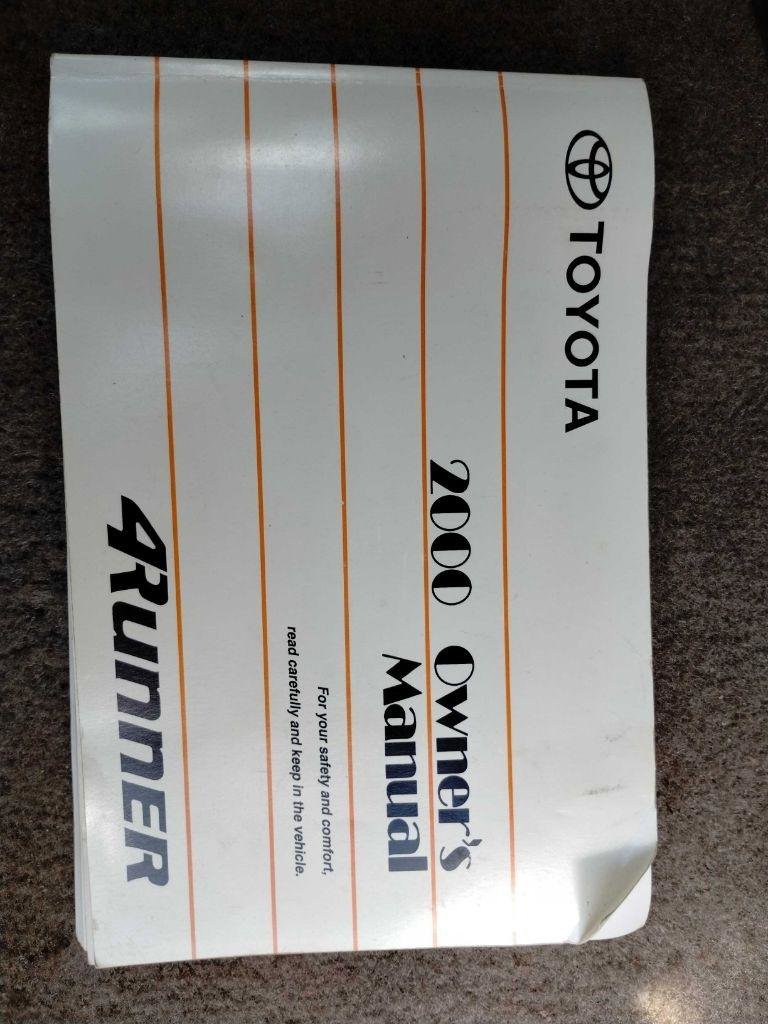 TOYOTA
2000 Owner's
Manual
For your safety and comfort,
read carefully and keep in the vehicle.
4RunnER